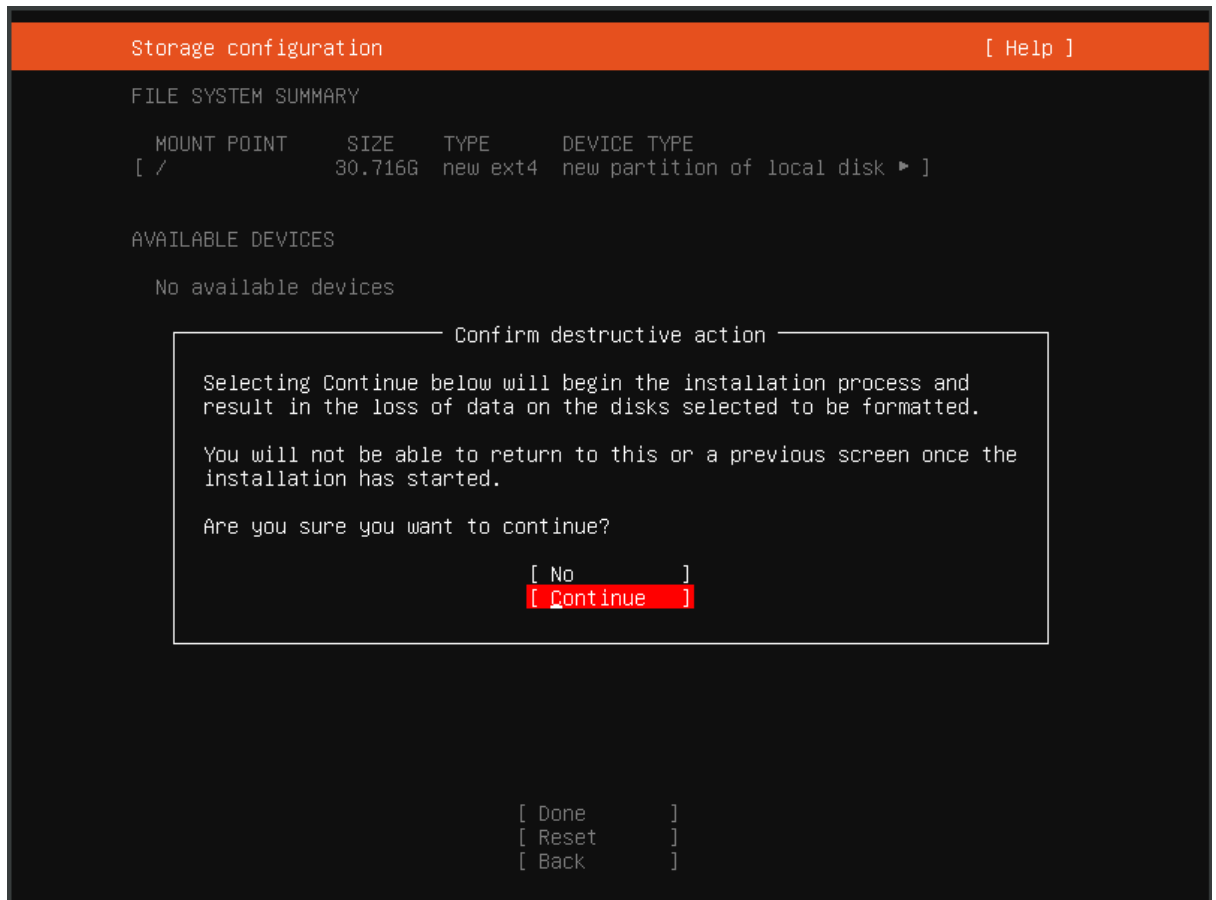 Storage configuration [ Help ]
FILE SYSTEM SUMMARY
MOUNT POINT SIZE TYPE DEVICE TYPE
[ / 30.716G new ext4 new partition of local disk ▸ ]
AVAILABLE DEVICES
No available devices
Confirm destructive action
Selecting Continue below will begin the installation process and
result in the loss of data on the disks selected to be formatted.
You will not be able to return to this or a previous screen once the
installation has started.
Are you sure you want to continue?
[ No ]
[ Continue ]
[ Done ]
[ Reset ]
[ Back ]